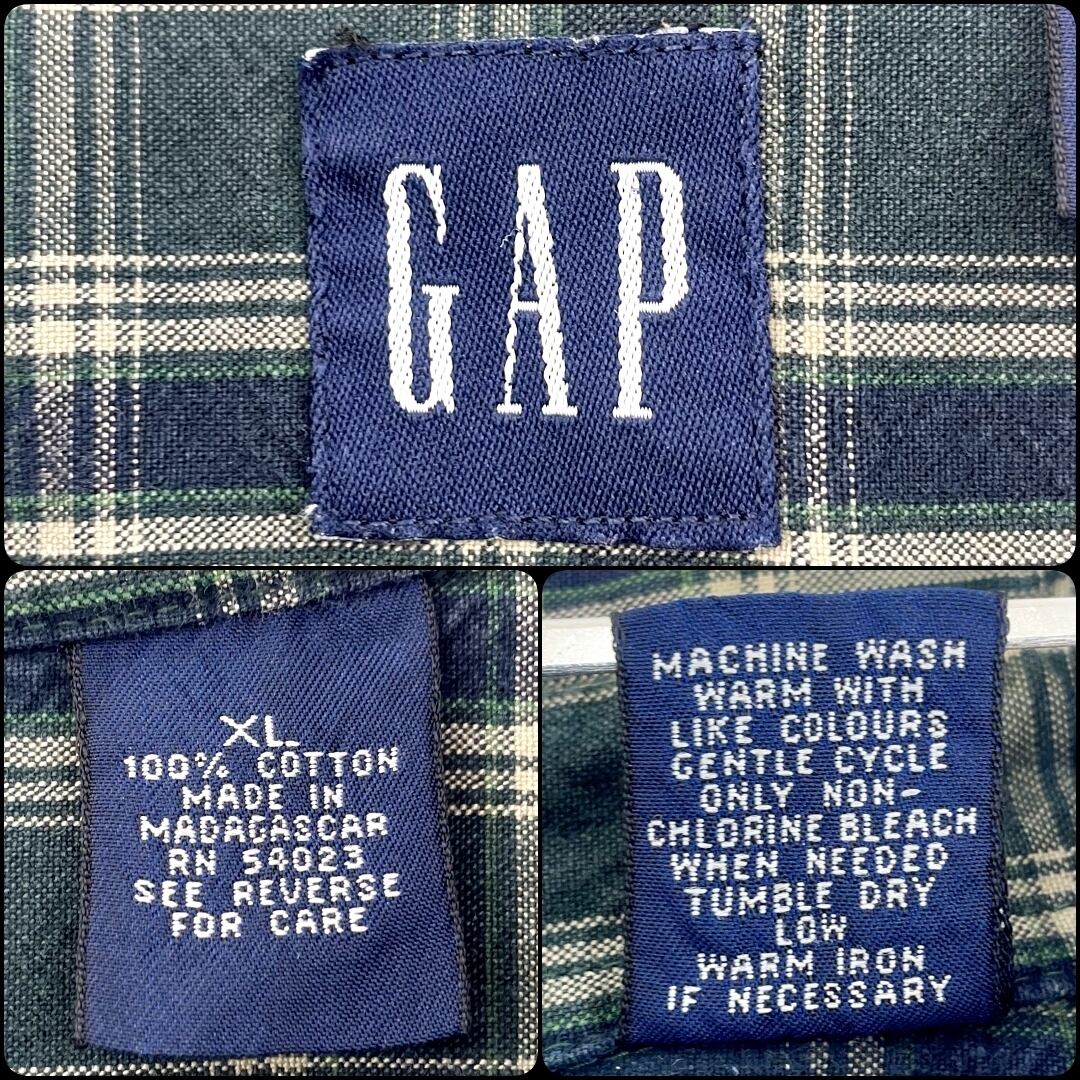 GAP
XL
100% COTTON
MADE IN
MADAGASCAR
RN 54023
SEE REVERSE
FOR CARE
MACHINE WASH
WARM WITH
LIKE COLOURS
GENTLE CYCLE
ONLY NON-
CHLORINE BLEACH
WHEN NEEDED
TUMBLE DRY
LOW
WARM IRON
IF NECESSARY